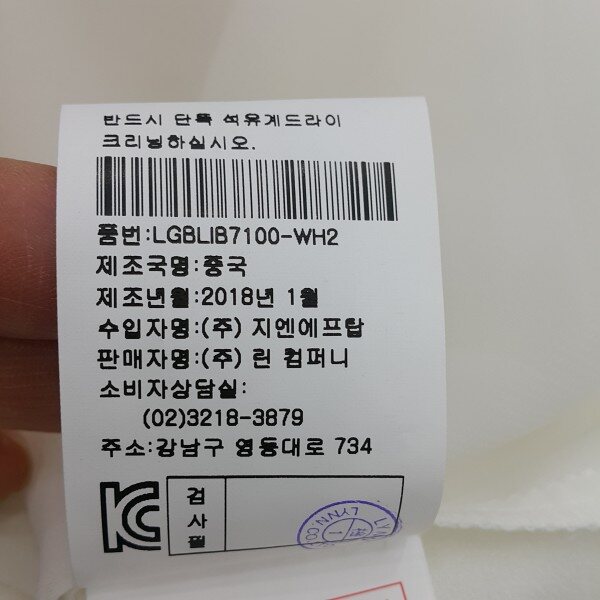 반드시 단독 석유계드라이
크리닝하십시오.
품번:LGBLIB7100-WH2
제조국명:중국
제조년월:2018년 1월
수입자명:(주) 지엔에프탑
판매자명:(주) 린 컴퍼니
소비자상담실:
(02)3218-3879
주소:강남구 영동대로 734
KC
검사필
LYNN.CO